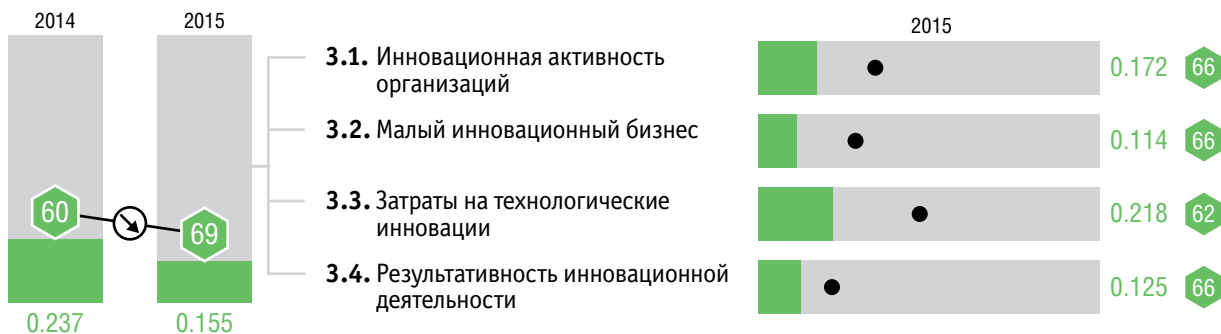 2014
2015
60
69
0.237
0.155
3.1. Инновационная активность
организаций
3.2. Малый инновационный бизнес
3.3. Затраты на технологические
инновации
3.4. Результативность инновационной
деятельности
2015
0.172 66
0.114 66
0.218 62
0.125 66